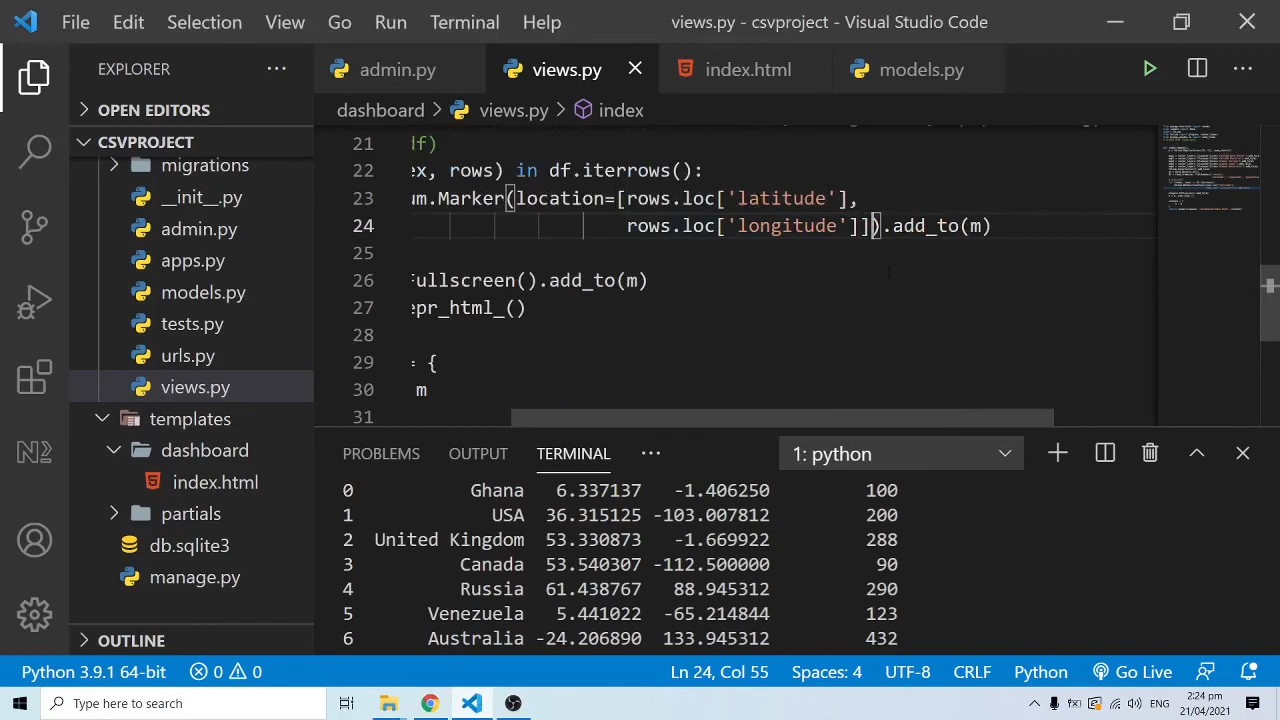 File Edit Selection View Go Run Terminal Help views.py - csvproject - Visual Studio Code
EXPLORER
admin.py views.py index.html models.py
OPEN EDITORS
dashboard > views.py > index
CSVPROJECT
migrations
__init__.py
admin.py
apps.py
models.py
tests.py
urls.py
views.py
templates
dashboard
index.html
partials
db.sqlite3
manage.py
OUTLINE
21 df)
22 ex, rows) in df.iterrows():
23 um.Marker(location=[rows.loc['latitude'],
24 rows.loc['longitude']]).add_to(m)
25
26 Fullscreen().add_to(m)
27 epr_html_()
28
29 = {
30 m
31
PROBLEMS OUTPUT TERMINAL 1: python
0 Ghana 6.337137 -1.406250 100
1 USA 36.315125 -103.007812 200
2 United Kingdom 53.330873 -1.669922 288
3 Canada 53.540307 -112.500000 90
4 Russia 61.438767 88.945312 290
5 Venezuela 5.441022 -65.214844 123
6 Australia -24.206890 133.945312 432
Python 3.9.1 64-bit 0 0 Ln 24, Col 55 Spaces: 4 UTF-8 CRLF Python Go Live
Type here to search
ENG
2:24 pm
21/04/2021